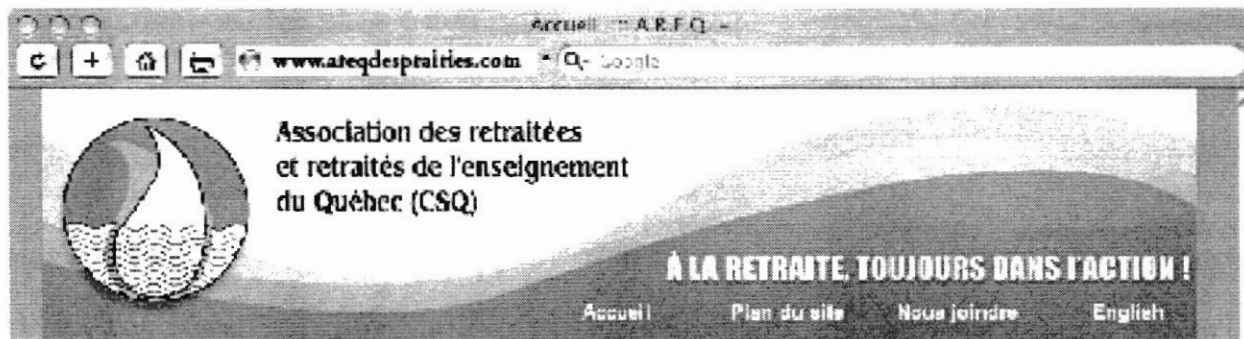 Accueil :: A.R.E.Q. -
www.areqdesprairies.com Google
Association des retraitées
et retraités de l'enseignement
du Québec (CSQ)
À LA RETRAITE, TOUJOURS DANS L'ACTION !
Accueil Plan du site Nous joindre English